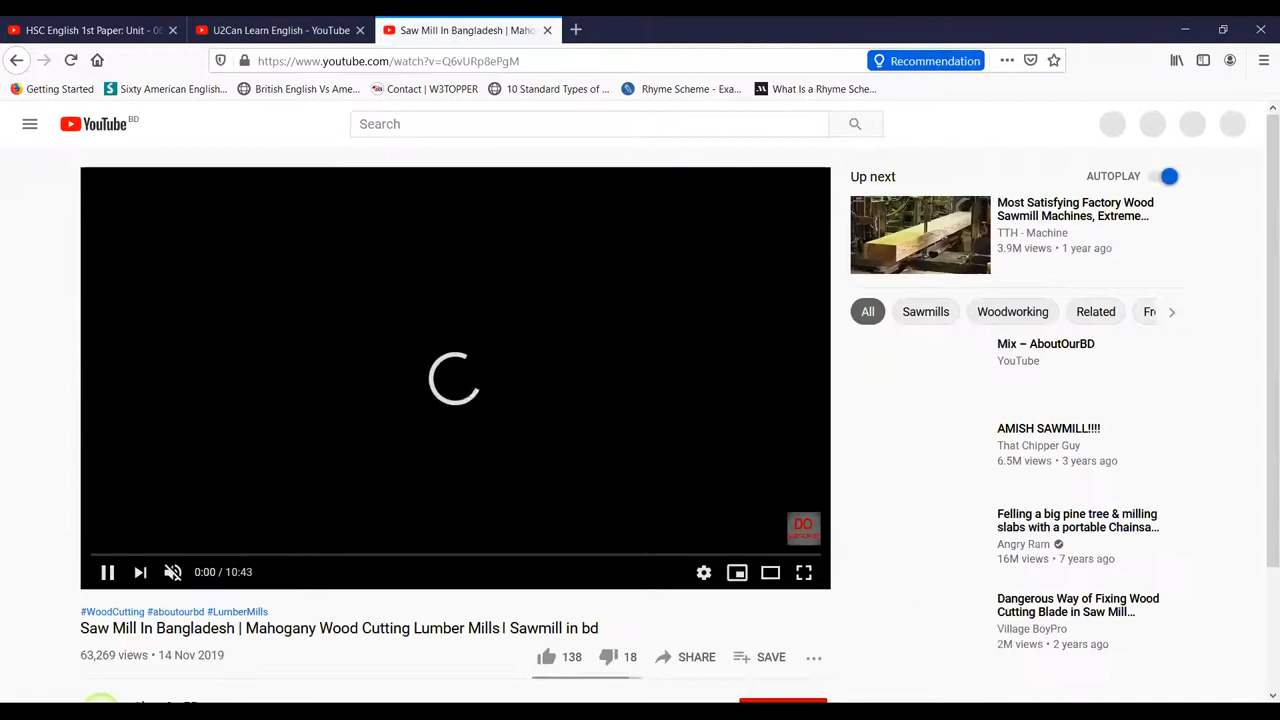 HSC English 1st Paper: Unit - 08
U2Can Learn English - YouTube
Saw Mill In Bangladesh | Maho
https://www.youtube.com/watch?v=Q6vURp8ePgM
Recommendation
Getting Started
Sixty American English...
British English Vs Ame...
Contact | W3TOPPER
10 Standard Types of ...
Rhyme Scheme - Exa...
What Is a Rhyme Sche...
YouTube BD
Search
Up next
AUTOPLAY
Most Satisfying Factory Wood
Sawmill Machines, Extreme...
TTH - Machine
3.9M views • 1 year ago
All
Sawmills
Woodworking
Related
Fr
Mix – AboutOurBD
YouTube
AMISH SAWMILL!!!!
That Chipper Guy
6.5M views • 3 years ago
Felling a big pine tree & milling
slabs with a portable Chainsa...
Angry Ram
16M views • 7 years ago
Dangerous Way of Fixing Wood
Cutting Blade in Saw Mill...
Village BoyPro
2M views • 2 years ago
DO
0:00 / 10:43
#WoodCutting #aboutourbd #LumberMills
Saw Mill In Bangladesh | Mahogany Wood Cutting Lumber Mills| Sawmill in bd
63,269 views • 14 Nov 2019
138
18
SHARE
SAVE